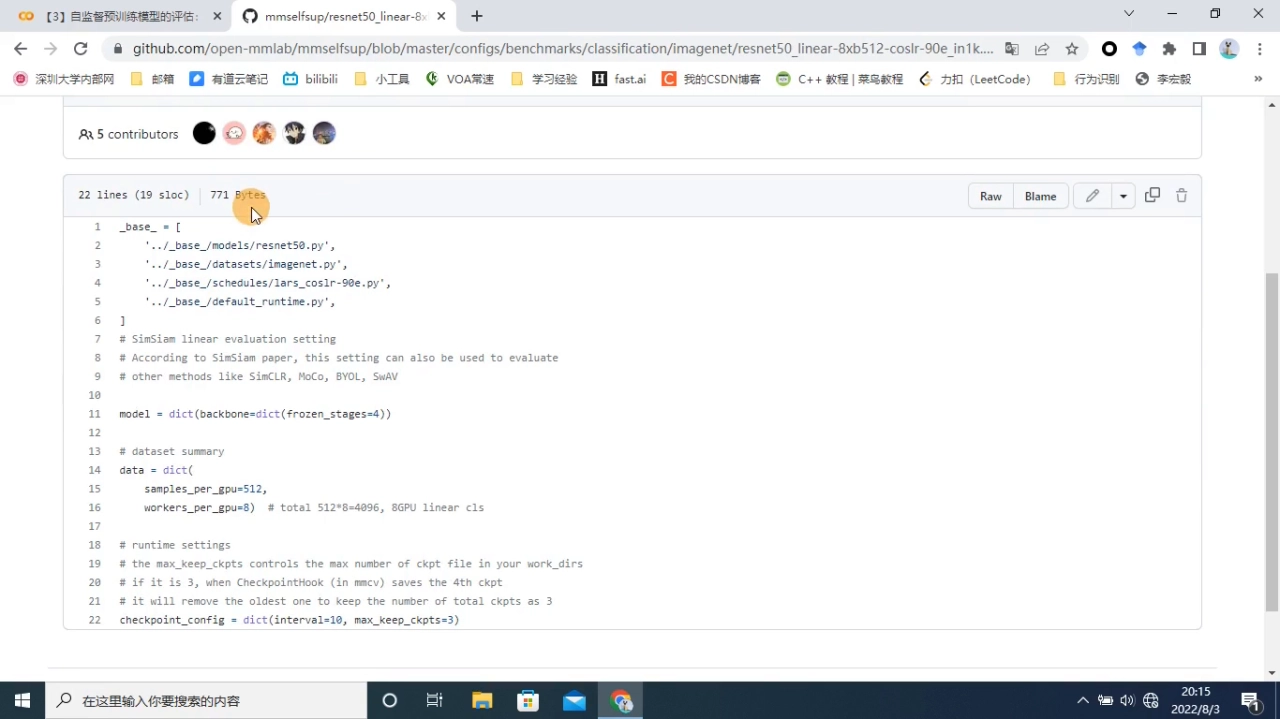 【3】自监督预训练模型的评估:
mmselfsup/resnet50_linear-8x
github.com/open-mmlab/mmselfsup/blob/master/configs/benchmarks/classification/imagenet/resnet50_linear-8xb512-coslr-90e_in1k....
深圳大学内部网 邮箱 有道云笔记 bilibili 小工具 VOA常速 学习经验 H fast.ai C 我的CSDN博客 C++ 教程 | 菜鸟教程 力扣（LeetCode） 行为识别 李宏毅 »
5 contributors
22 lines (19 sloc) 771 Bytes
Raw Blame
1 _base_ = [
2 '../_base_/models/resnet50.py',
3 '../_base_/datasets/imagenet.py',
4 '../_base_/schedules/lars_coslr-90e.py',
5 '../_base_/default_runtime.py',
6 ]
7 # SimSiam linear evaluation setting
8 # According to SimSiam paper, this setting can also be used to evaluate
9 # other methods like SimCLR, MoCo, BYOL, SwAV
10
11 model = dict(backbone=dict(frozen_stages=4))
12
13 # dataset summary
14 data = dict(
15 samples_per_gpu=512,
16 workers_per_gpu=8) # total 512*8=4096, 8GPU linear cls
17
18 # runtime settings
19 # the max_keep_ckpts controls the max number of ckpt file in your work_dirs
20 # if it is 3, when CheckpointHook (in mmcv) saves the 4th ckpt
21 # it will remove the oldest one to keep the number of total ckpts as 3
22 checkpoint_config = dict(interval=10, max_keep_ckpts=3)
在这里输入你要搜索的内容
20:15
2022/8/3
1